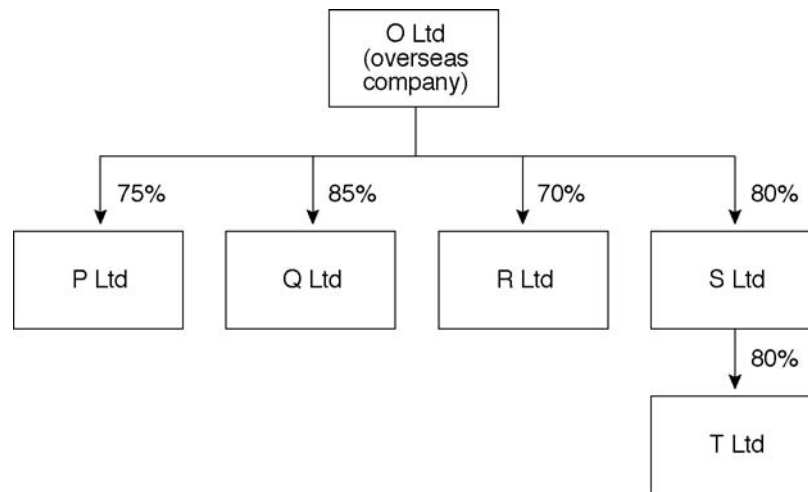 O Ltd
(overseas
company)
75%
85%
70%
80%
P Ltd
Q Ltd
R Ltd
S Ltd
80%
T Ltd